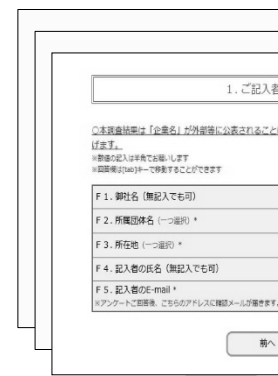 1．ご記入者
○本調査結果は「企業名」が外部等に公表されること
げます。
※数値の記入は半角でお願いします
※回答欄は[tab]キーで移動することができます
F 1．御社名（無記入でも可）
F 2．所属団体名（一つ選択）*
F 3．所在地（一つ選択）*
F 4．記入者の氏名（無記入でも可）
F 5．記入者のE-mail *
※アンケートご回答後、こちらのアドレスに確認メールが届きます。
前へ